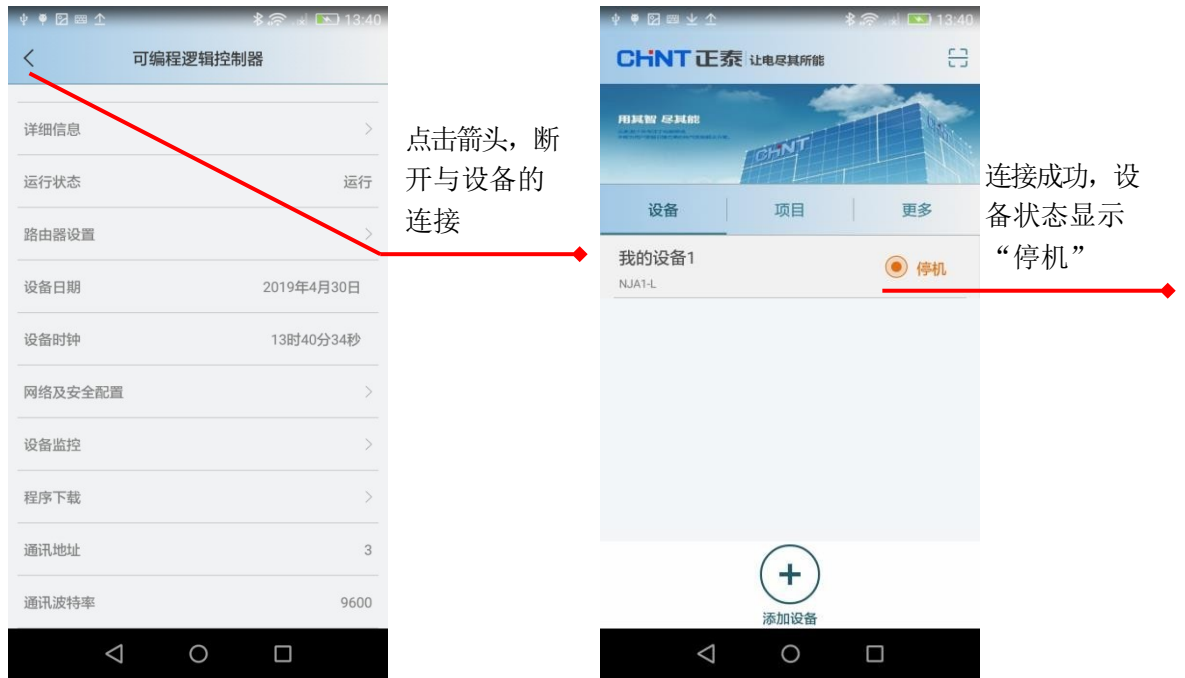 13:40
可编程逻辑控制器
详细信息
运行状态 运行
路由器设置
设备日期 2019年4月30日
设备时钟 13时40分34秒
网络及安全配置
设备监控
程序下载
通讯地址 3
通讯波特率 9600
点击箭头，断
开与设备的
连接
13:40
CHNT 正泰 让电尽其所能
用其智 尽其能
CHNT
设备 项目 更多
我的设备1
停机
NJA1-L
添加设备
连接成功，设
备状态显示
“停机”